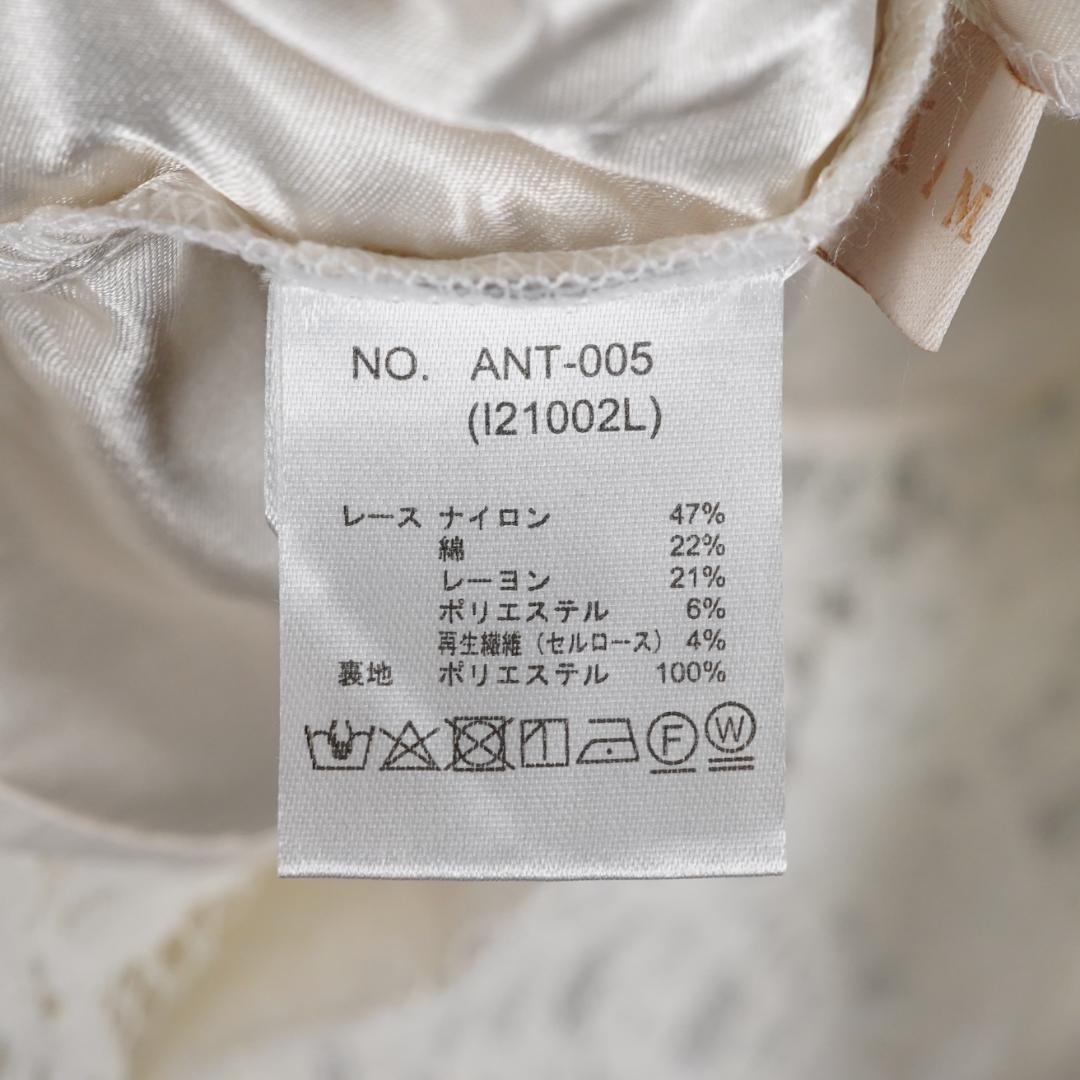 NO. ANT-005
(I21002L)
レース ナイロン 47%
綿 22%
レーヨン 21%
ポリエステル 6%
再生繊維（セルロース） 4%
裏地 ポリエステル 100%
F W